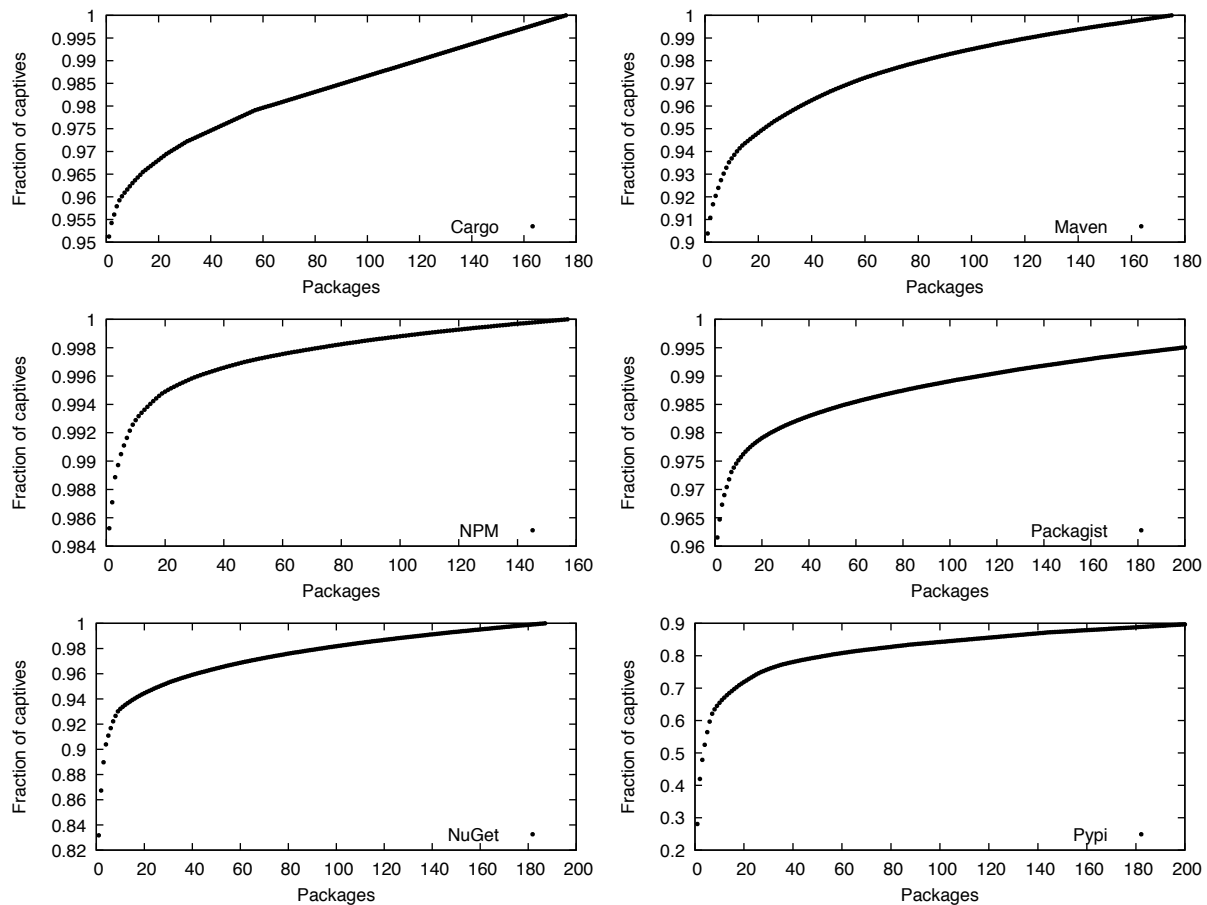 1
0.995
0.99
0.985
0.98
0.975
0.97
0.965
0.96
0.955
0.95
Fraction of captives
Cargo
0 20 40 60 80 100 120 140 160 180
Packages
1
0.99
0.98
0.97
0.96
0.95
0.94
0.93
0.92
0.91
0.9
Fraction of captives
Maven
0 20 40 60 80 100 120 140 160 180
Packages
1
0.998
0.996
0.994
0.992
0.99
0.988
0.986
0.984
Fraction of captives
NPM
0 20 40 60 80 100 120 140 160
Packages
1
0.995
0.99
0.985
0.98
0.975
0.97
0.965
0.96
Fraction of captives
Packagist
0 20 40 60 80 100 120 140 160 180 200
Packages
1
0.98
0.96
0.94
0.92
0.9
0.88
0.86
0.84
0.82
Fraction of captives
NuGet
0 20 40 60 80 100 120 140 160 180 200
Packages
0.9
0.8
0.7
0.6
0.5
0.4
0.3
0.2
Fraction of captives
Pypi
0 20 40 60 80 100 120 140 160 180 200
Packages